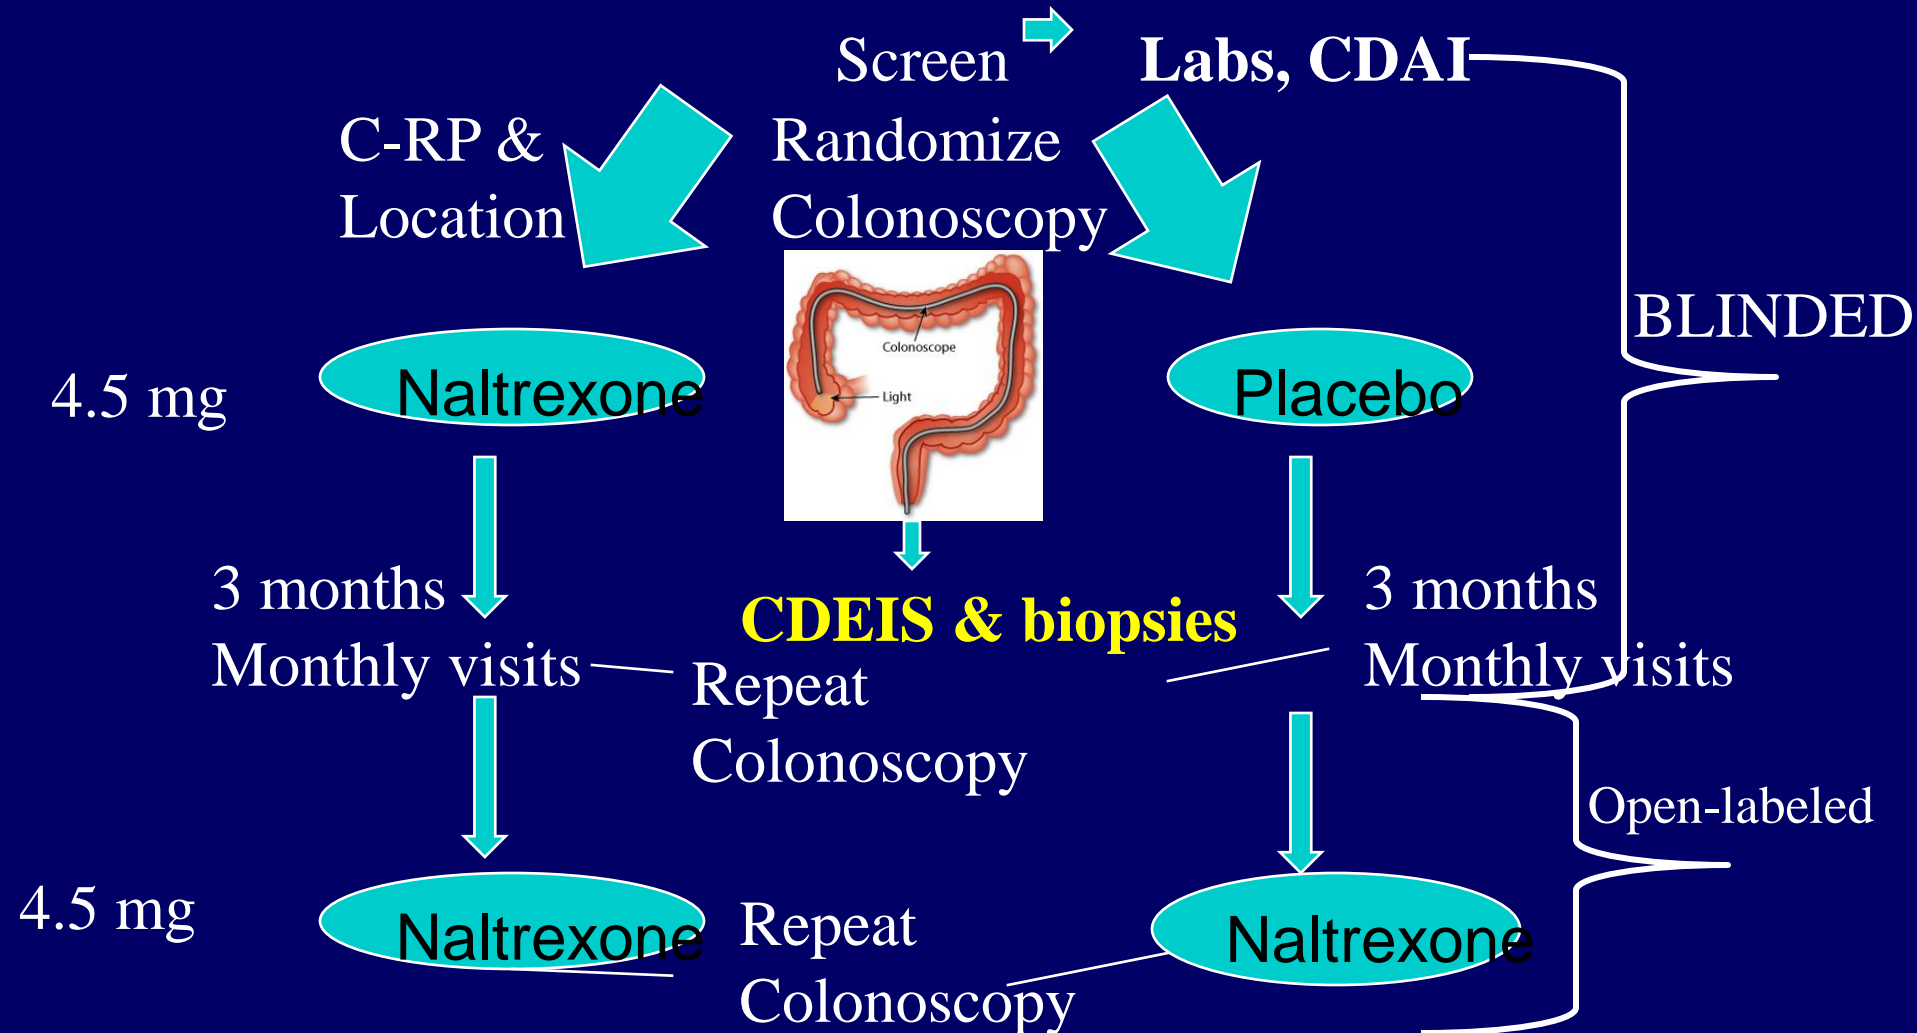 Screen
Labs, CDAI
C-RP &
Location
Randomize
Colonoscopy
BLINDED
Colonoscope
Light
4.5 mg
Naltrexone
Placebo
3 months
Monthly visits
CDEIS & biopsies
3 months
Monthly visits
Repeat
Colonoscopy
Open-labeled
4.5 mg
Naltrexone
Repeat
Colonoscopy
Naltrexone